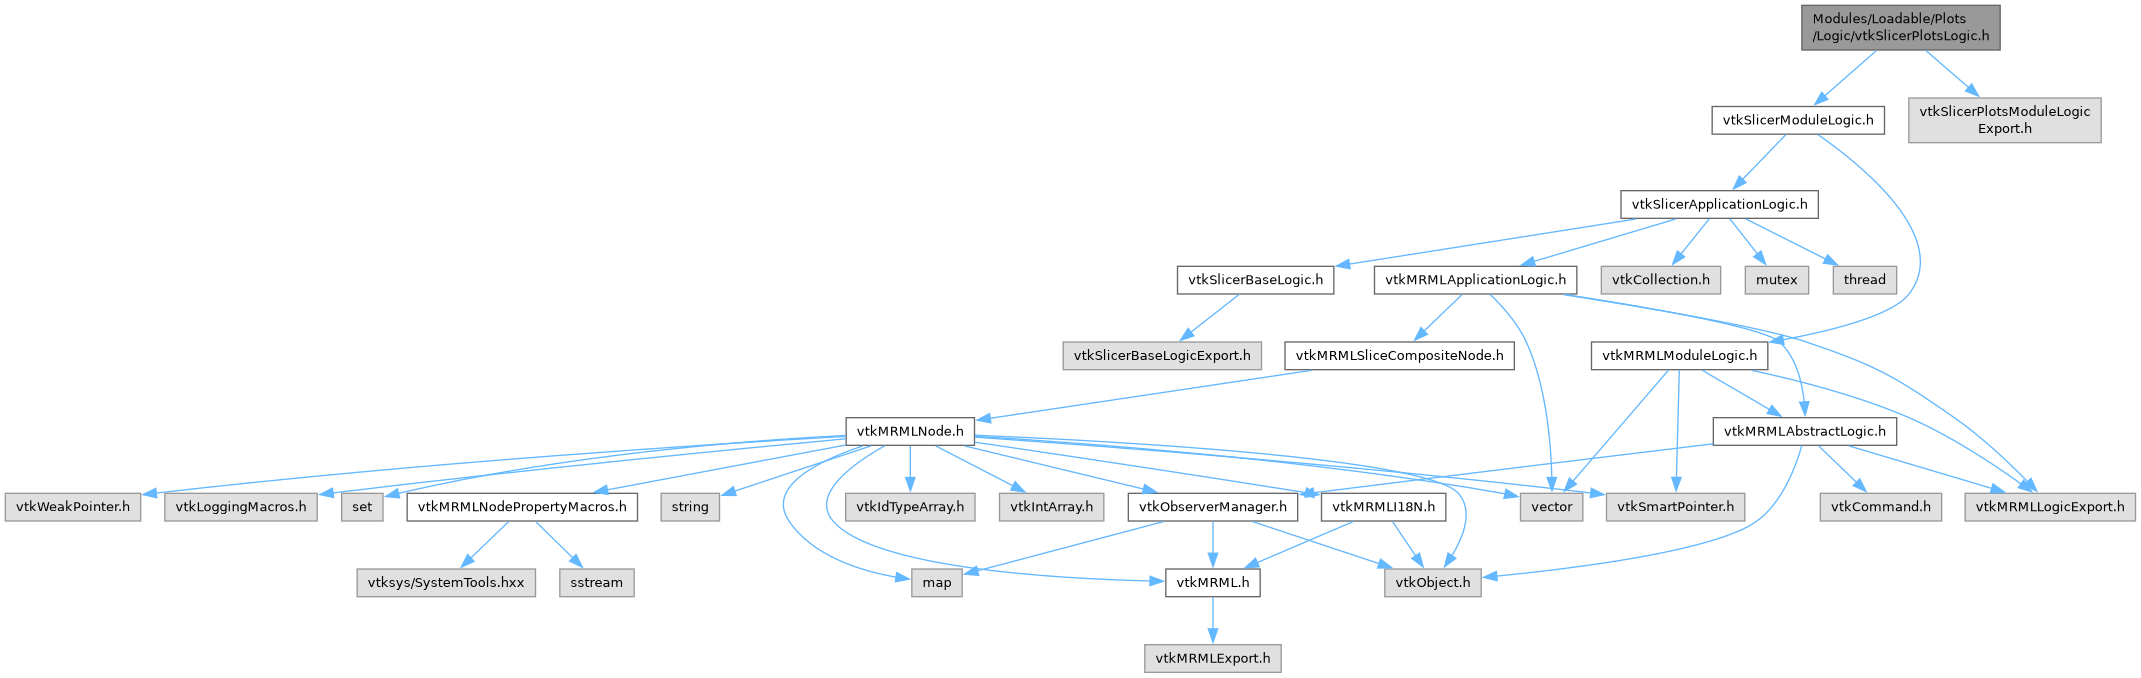 Modules/Loadable/Plots
/Logic/vtkSlicerPlotsLogic.h
vtkSlicerModuleLogic.h
vtkSlicerPlotsModuleLogic
Export.h
vtkSlicerApplicationLogic.h
vtkSlicerBaseLogic.h
vtkMRMLApplicationLogic.h
vtkCollection.h
mutex
thread
vtkSlicerBaseLogicExport.h
vtkMRMLSliceCompositeNode.h
vtkMRMLModuleLogic.h
vtkMRMLNode.h
vtkMRMLAbstractLogic.h
vtkWeakPointer.h
vtkLoggingMacros.h
set
vtkMRMLNodePropertyMacros.h
string
vtkIdTypeArray.h
vtkIntArray.h
vtkObserverManager.h
vtkMRMLI18N.h
vector
vtkSmartPointer.h
vtkCommand.h
vtkMRMLLogicExport.h
vtksys/SystemTools.hxx
sstream
map
vtkMRML.h
vtkObject.h
vtkMRMLExport.h